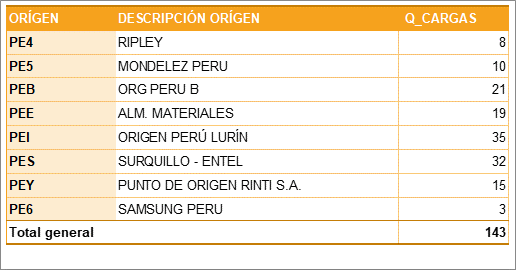 ORÍGEN DESCRIPCIÓN ORÍGEN Q_CARGAS
PE4 RIPLEY 8
PE5 MONDELEZ PERU 10
PEB ORG PERU B 21
PEE ALM. MATERIALES 19
PEI ORIGEN PERÚ LURÍN 35
PES SURQUILLO - ENTEL 32
PEY PUNTO DE ORIGEN RINTI S.A. 15
PE6 SAMSUNG PERU 3
Total general 143